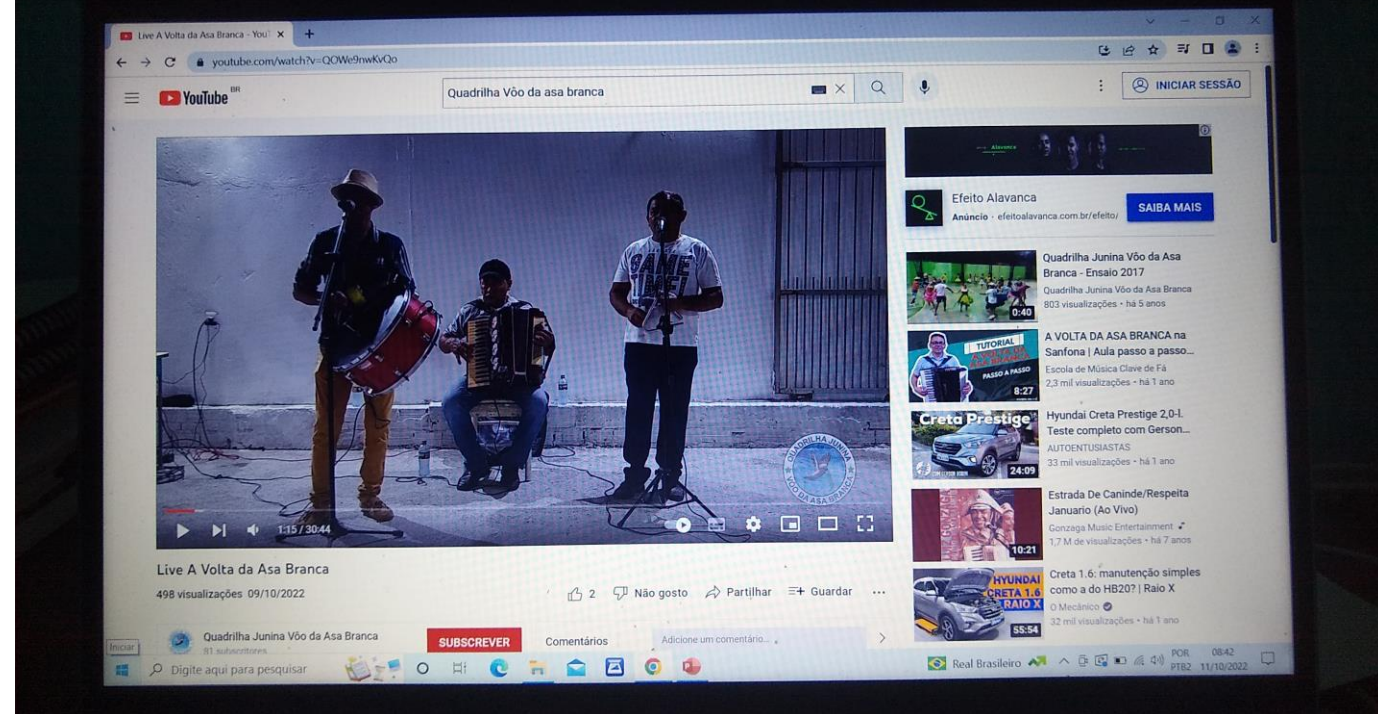 Live A Volta da Asa Branca - You
youtube.com/watch?v=QOWe9nwKvQo
YouTube BR
Quadrilha Vôo da asa branca
INICIAR SESSÃO
SAME
TIME!
QUADRILHA JUNINA
VÔO DA ASA BRANCA
1:15 / 30:44
Live A Volta da Asa Branca
498 visualizações 09/10/2022
2 Não gosto Partilhar Guardar
Quadrilha Junina Vôo da Asa Branca
81 subscritores
SUBSCREVER
Comentários
Adicione um comentário...
Alavanca
Efeito Alavanca
Anúncio · efeitoalavanca.com.br/efeito/
SAIBA MAIS
0:40
Quadrilha Junina Vôo da Asa
Branca - Ensaio 2017
Quadrilha Junina Vôo da Asa Branca
803 visualizações • há 5 anos
TUTORIAL
A VOLTA DA
ASA BRANCA
PASSO A PASSO
8:27
A VOLTA DA ASA BRANCA na
Sanfona | Aula passo a passo...
Escola de Música Clave de Fá
2,3 mil visualizações • há 1 ano
Creta Prestige
24:09
Hyundai Creta Prestige 2,0-l.
Teste completo com Gerson...
AUTOENTUSIASTAS
33 mil visualizações • há 1 ano
10:21
Estrada De Caninde/Respeita
Januario (Ao Vivo)
Gonzaga Music Entertainment
1,7 M de visualizações • há 7 anos
HYUNDAI
CRETA 1.6
RAIO X
55:54
Creta 1.6: manutenção simples
como a do HB20? | Raio X
O Mecânico
32 mil visualizações • há 1 ano
Iniciar
Digite aqui para pesquisar
Real Brasileiro
POR
PTB2
08:42
11/10/2022